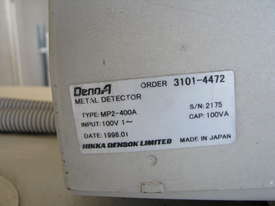 DennA ORDER 3101-4472
METAL DETECTOR S/N: 2175
TYPE: MP2-400A CAP: 100VA
INPUT: 100V 1~
DATE: 1998.01
NIKKA DENSOK LIMITED MADE IN JAPAN